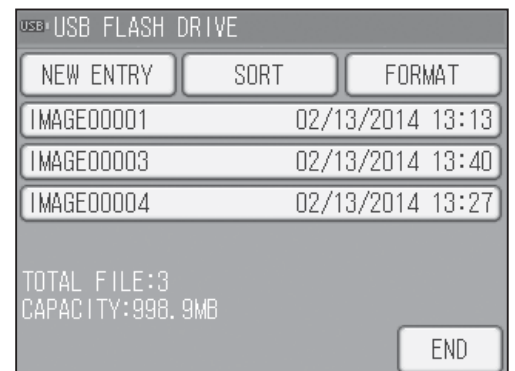 USB USB FLASH DRIVE
NEW ENTRY SORT FORMAT
IMAGE00001 02/13/2014 13:13
IMAGE00003 02/13/2014 13:40
IMAGE00004 02/13/2014 13:27
TOTAL FILE:3
CAPACITY:998.9MB
END